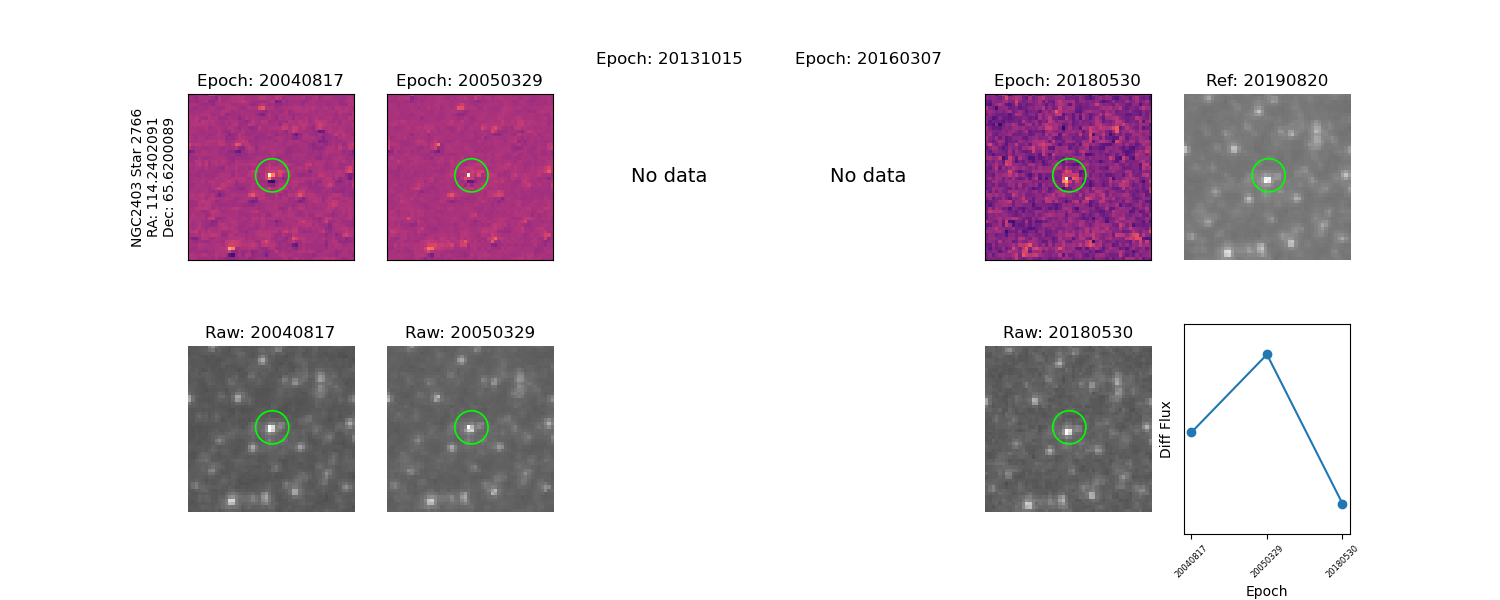 Epoch: 20040817
Epoch: 20050329
Epoch: 20131015
Epoch: 20160307
Epoch: 20180530
Ref: 20190820
NGC2403 Star 2766
RA: 114.2402091
Dec: 65.6200089
No data
No data
Raw: 20040817
Raw: 20050329
Raw: 20180530
Diff Flux
20040817
20050329
20180530
Epoch